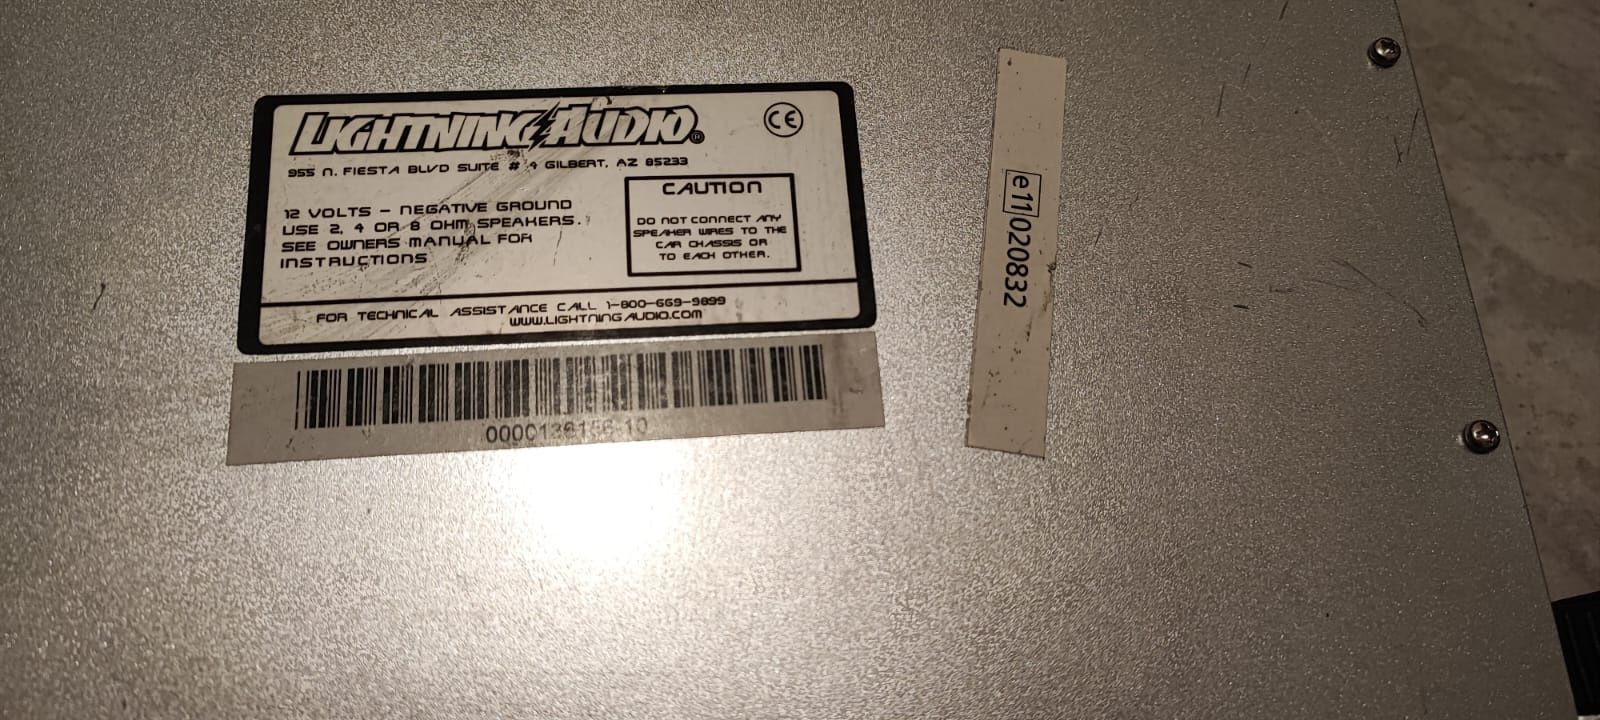 LIGHTNING AUDIO®
CE
955 N. FIESTA BLVD SUITE # 4 GILBERT, AZ 85233
12 VOLTS – NEGATIVE GROUND
USE 2, 4 OR 8 OHM SPEAKERS.
SEE OWNERS MANUAL FOR
INSTRUCTIONS
CAUTION
DO NOT CONNECT ANY
SPEAKER WIRES TO THE
CAR CHASSIS OR
TO EACH OTHER.
FOR TECHNICAL ASSISTANCE CALL 1-800-669-9899
WWW.LIGHTNINGAUDIO.COM
e11 020832